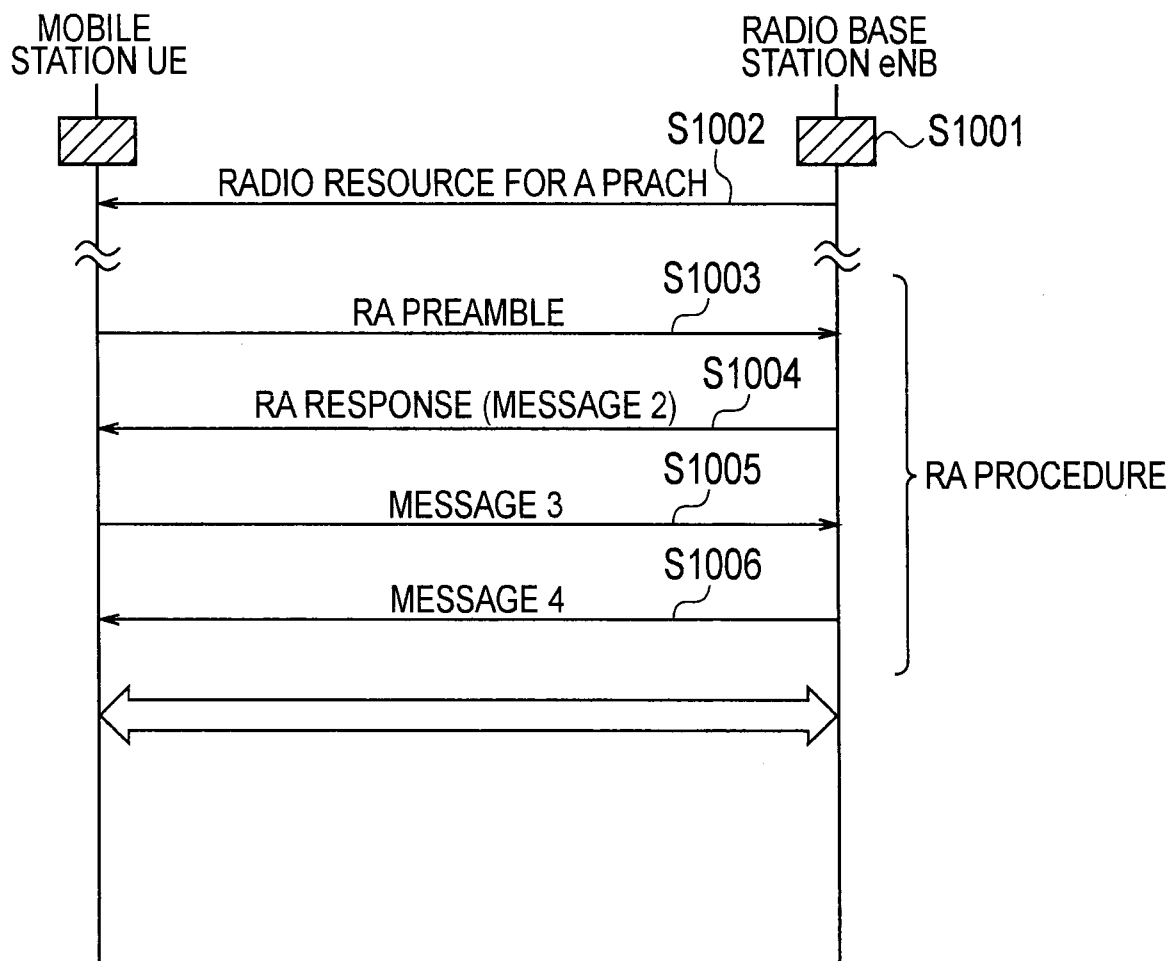 MOBILE
STATION UE
RADIO BASE
STATION eNB
S1001
S1002
RADIO RESOURCE FOR A PRACH
S1003
RA PREAMBLE
S1004
RA RESPONSE (MESSAGE 2)
RA PROCEDURE
S1005
MESSAGE 3
S1006
MESSAGE 4